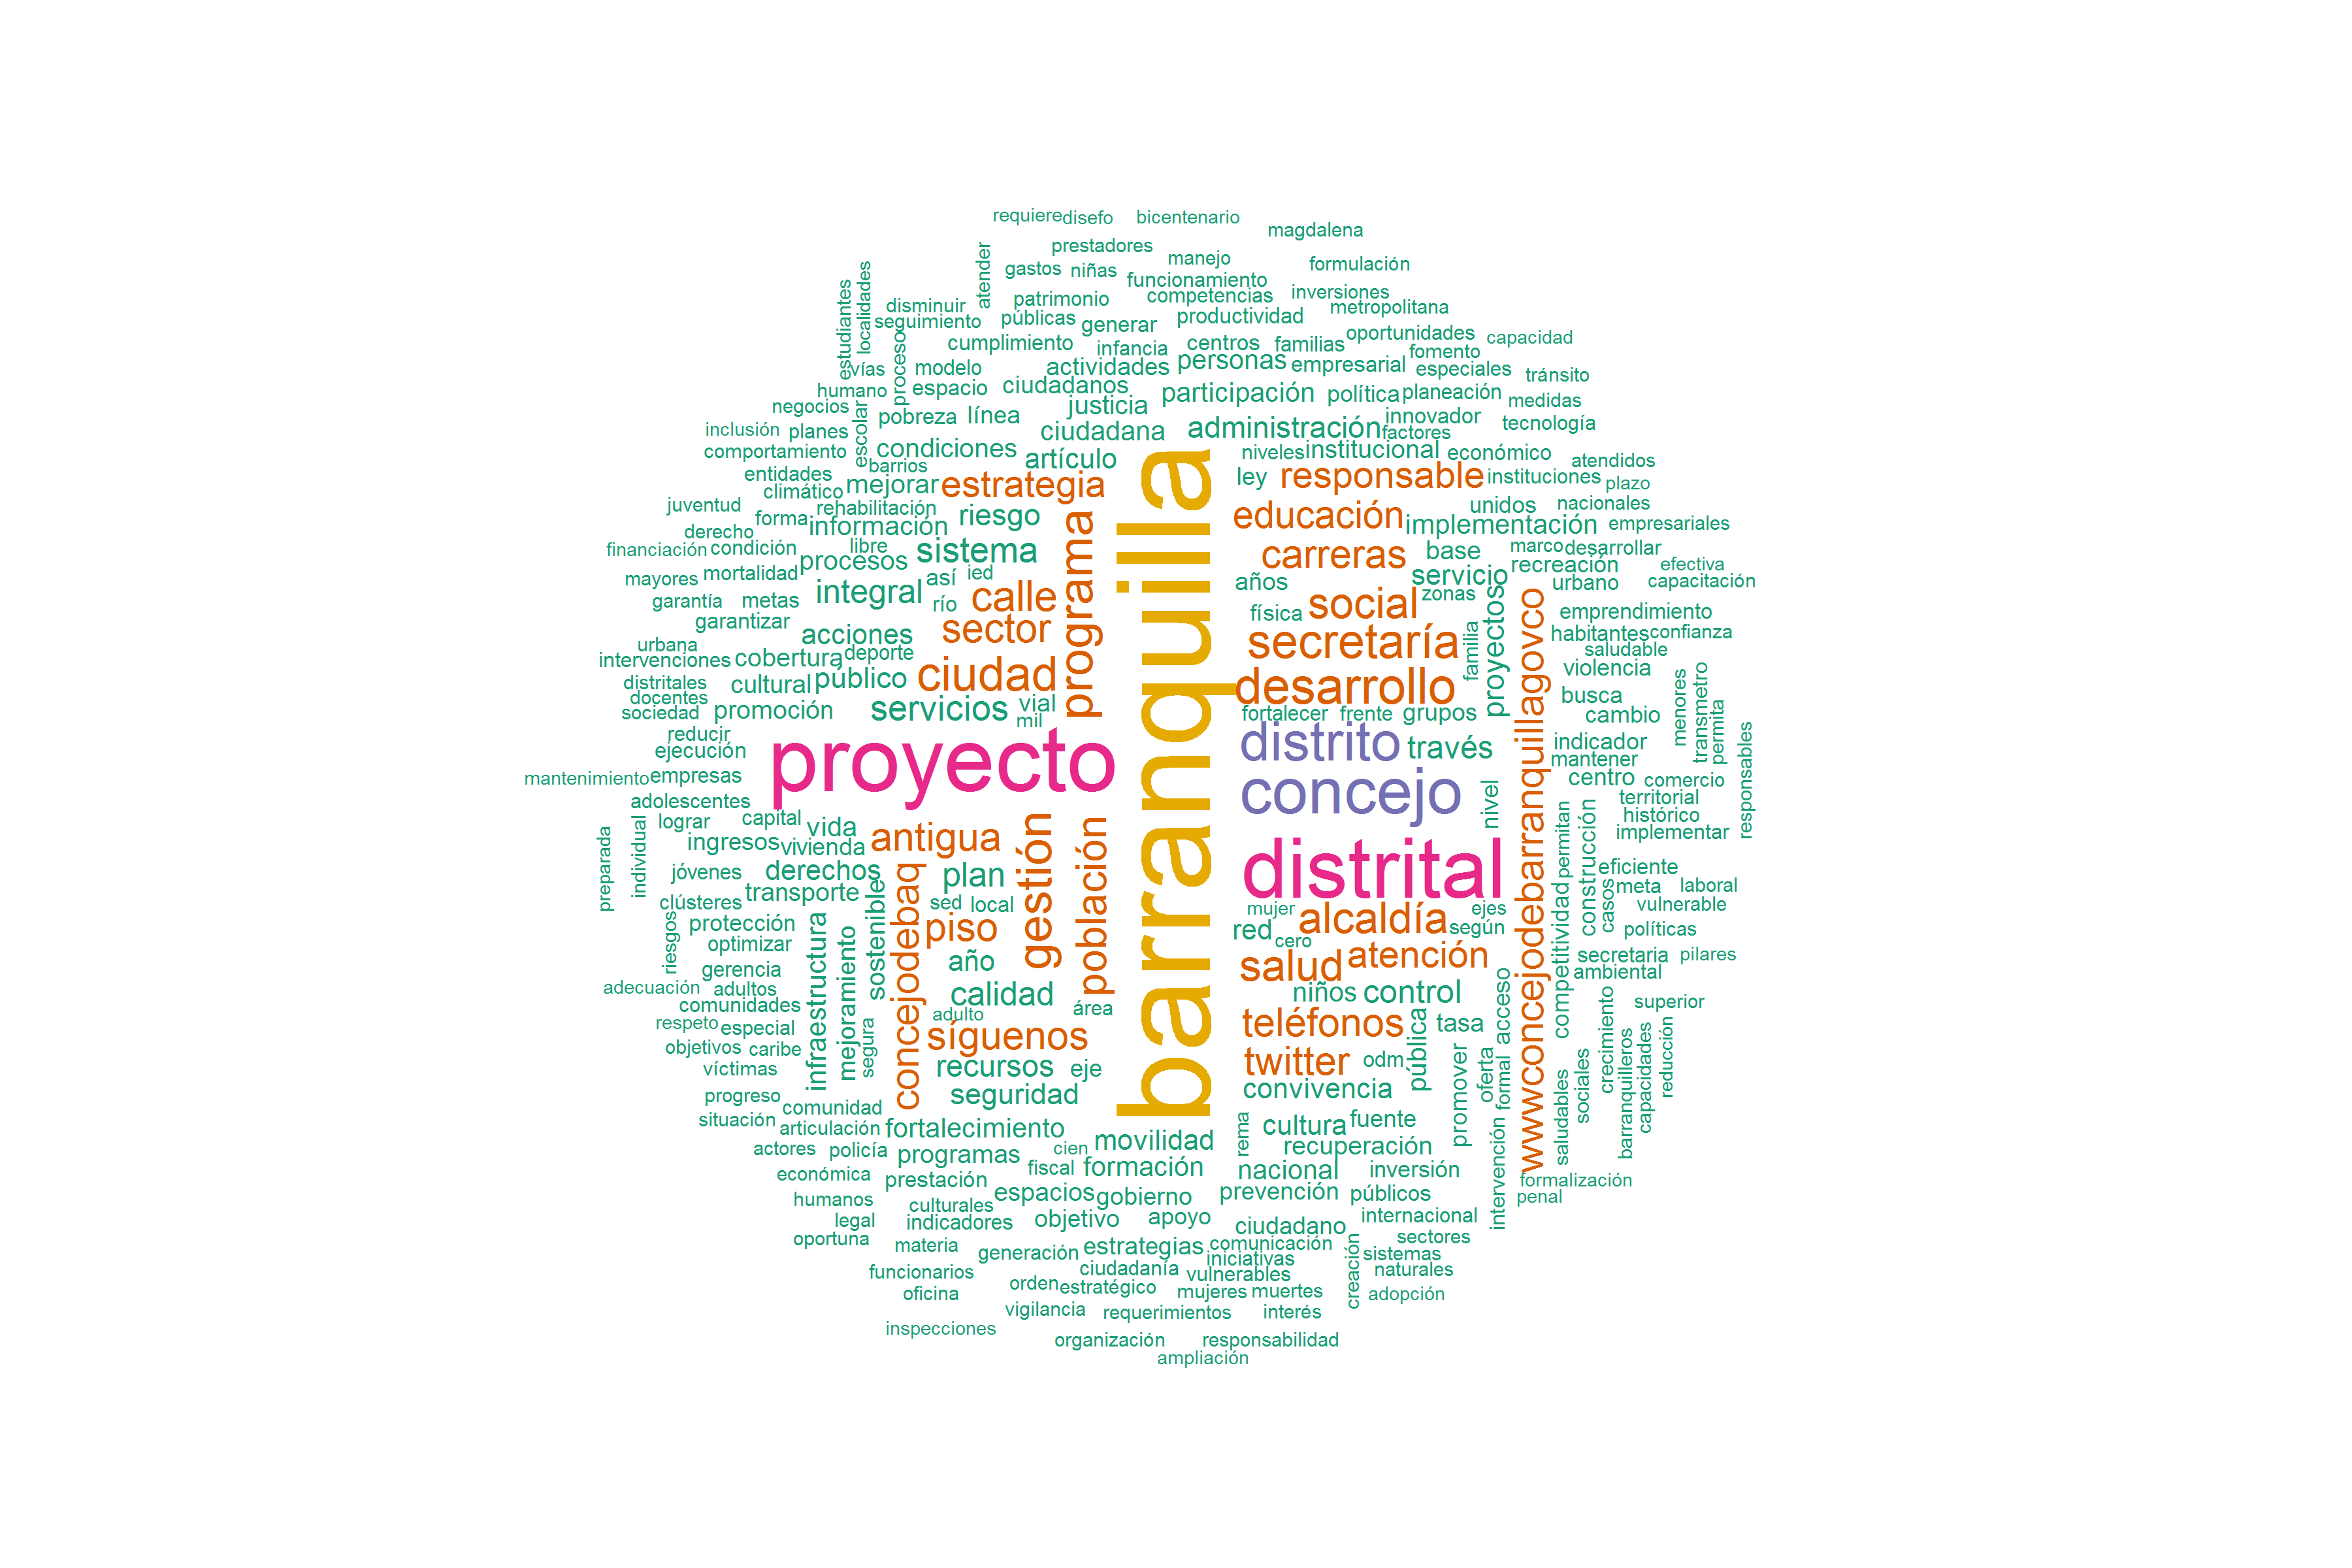 requiere disefo bicentenario
magdalena
prestadores
atender gastos niñas manejo formulación
funcionamiento
estudiantes localidades disminuir patrimonio competencias inversiones
metropolitana
seguimiento públicas generar productividad
oportunidades capacidad
proceso cumplimiento infancia centros familias
fomento
vías modelo actividades personas empresarial especiales
tránsito
humano espacio ciudadanos participación política planeación
negocios justicia medidas
escolar pobreza línea innovador
inclusión planes ciudadana administración factores tecnología
comportamiento condiciones artículo niveles institucional económico
entidades barrios atendidos
climático mejorar estrategia ley responsable instituciones plazo
juventud rehabilitación unidos nacionales
forma información riesgo programa barranquilla educación implementación empresariales
derecho
financiación condición libre sistema carreras base marco desarrollar
procesos recreación efectiva
mayores mortalidad así ied años servicio urbano capacitación
garantía metas integral río calle física social zonas proyectos wwwconcejodebarranquillagovco emprendimiento
garantizar acciones sector secretaría familia habitantes confianza
urbana deporte saludable
intervenciones cobertura ciudad violencia
distritales cultural público desarrollo busca menores transmetro permita
docentes
sociedad promoción servicios vial mil fortalecer frente grupos cambio
reducir
ejecución proyecto distrito través indicador responsables
mantener
mantenimiento empresas concejo nivel centro comercio
adolescentes territorial
lograr capital vida histórico
preparada individual ingresos vivienda antigua gestión población distrital permitan construcción implementar
jóvenes derechos plan eficiente
clústeres transporte concejodebaq sed local mujer ejes competitividad casos meta laboral
vulnerable
riesgos protección infraestructura mejoramiento sostenible piso red cero alcaldía según políticas
optimizar secretaria pilares
gerencia año salud atención ambiental
adecuación adultos calidad niños control acceso
comunidades adulto área superior
respeto especial segura síguenos teléfonos tasa
objetivos caribe
víctimas recursos eje twitter odm pública promover oferta formal saludables sociales crecimiento barranquilleros capacidades reducción
progreso seguridad convivencia
situación comunidad
articulación fortalecimiento movilidad rema cultura fuente
actores policía programas cien recuperación intervención
económica prestación fiscal formación nacional inversión formalización
humanos espacios gobierno prevención públicos penal
culturales
legal indicadores objetivo apoyo ciudadano internacional
oportuna materia generación estrategias comunicación creación sectores
iniciativas sistemas
funcionarios ciudadanía vulnerables naturales
oficina orden estratégico mujeres muertes adopción
vigilancia requerimientos interés
inspecciones
organización responsabilidad
ampliación